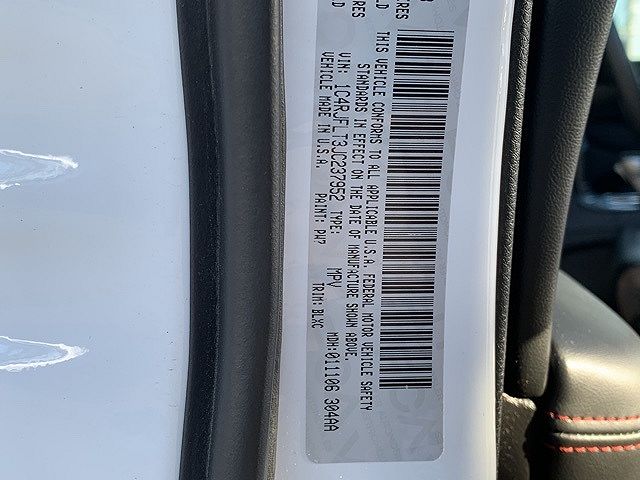 THIS VEHICLE CONFORMS TO ALL APPLICABLE U.S.A. FEDERAL MOTOR VEHICLE SAFETY
STANDARDS IN EFFECT ON THE DATE OF MANUFACTURE SHOWN ABOVE.
VIN: 1C4RJFLT3JC237952 TYPE: MPV MDH:011106 304AA
VEHICLE MADE IN U.S.A. PAINT: PW7 TRIM: BLXC